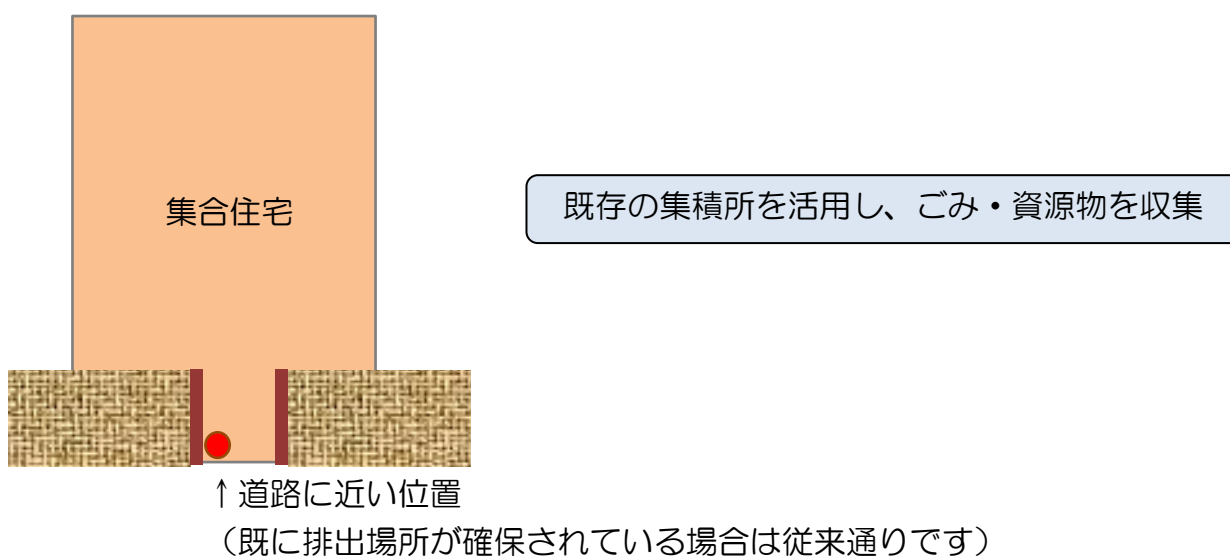 集合住宅
既存の集積所を活用し、ごみ・資源物を収集
↑道路に近い位置
（既に排出場所が確保されている場合は従来通りです）